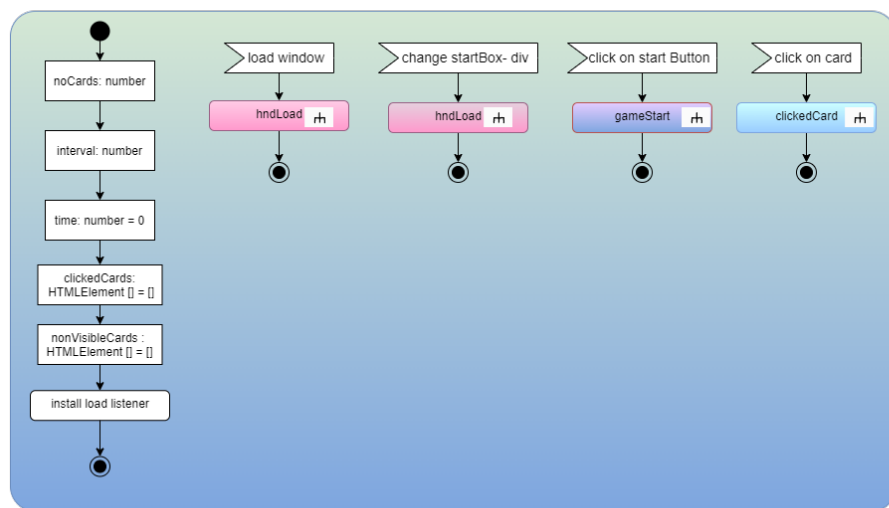 noCards: number
interval: number
time: number = 0
clickedCards:
HTMLElement [] = []
nonVisibleCards :
HTMLElement [] = []
install load listener
load window
hndLoad
change startBox- div
hndLoad
click on start Button
gameStart
click on card
clickedCard